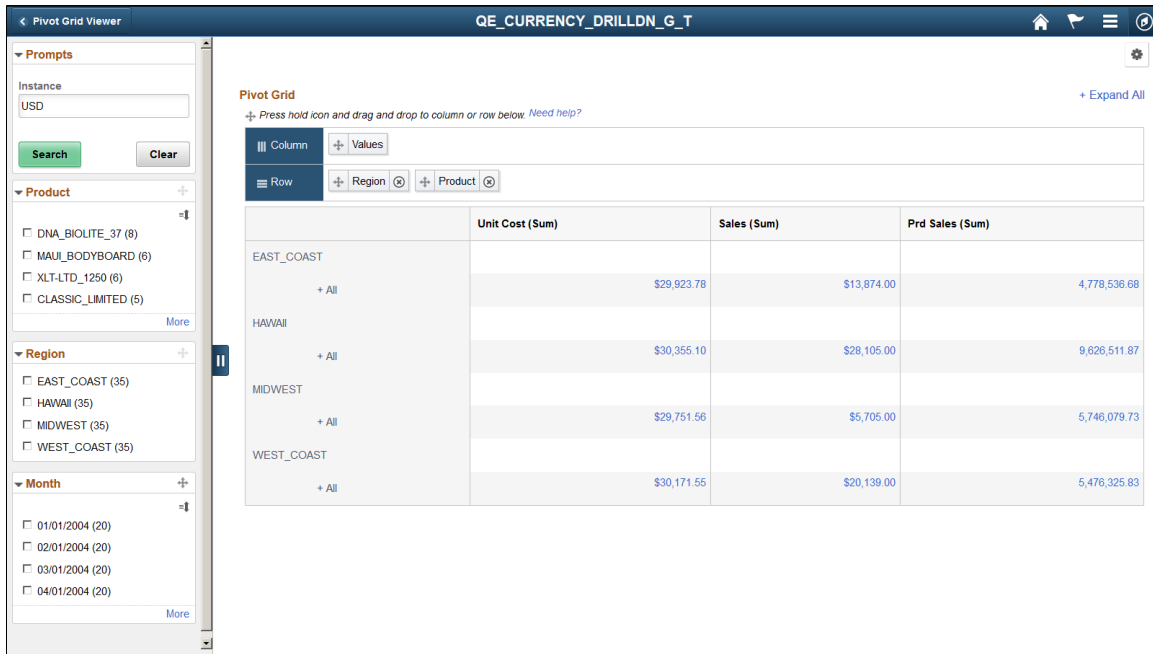 Pivot Grid Viewer
QE_CURRENCY_DRILLDN_G_T
Prompts
Instance
USD
Search Clear
Product
DNA_BIOLITE_37 (8)
MAUI_BODYBOARD (6)
XLT-LTD_1250 (6)
CLASSIC_LIMITED (5)
More
Region
EAST_COAST (35)
HAWAII (35)
MIDWEST (35)
WEST_COAST (35)
Month
01/01/2004 (20)
02/01/2004 (20)
03/01/2004 (20)
04/01/2004 (20)
More
Pivot Grid + Expand All
Press hold icon and drag and drop to column or row below. Need help?
Column Values
Row Region Product
Unit Cost (Sum) Sales (Sum) Prd Sales (Sum)
EAST_COAST
+ All $29,923.78 $13,874.00 4,778,536.68
HAWAII
+ All $30,355.10 $28,105.00 9,626,511.87
MIDWEST
+ All $29,751.56 $5,705.00 5,746,079.73
WEST_COAST
+ All $30,171.55 $20,139.00 5,476,325.83